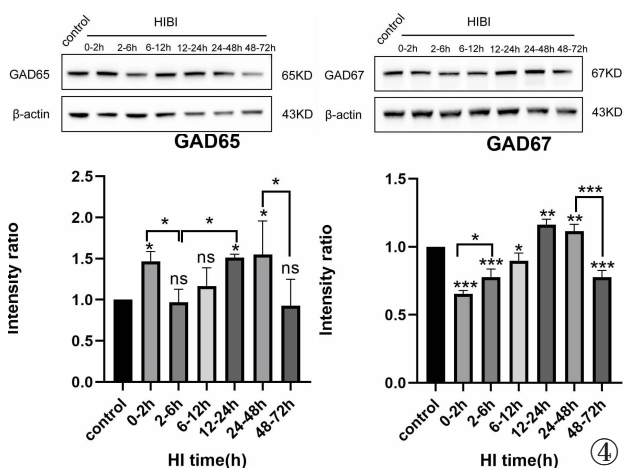 control
HIBI
0-2h 2-6h 6-12h 12-24h 24-48h 48-72h
GAD65
65KD
β-actin
43KD
GAD65
Intensity ratio
2.5
2.0
1.5
1.0
0.5
0.0
* ns ns * * ns
* * *
control 0-2h 2-6h 6-12h 12-24h 24-48h 48-72h
HI time(h)
control
HIBI
0-2h 2-6h 6-12h 12-24h 24-48h 48-72h
GAD67
67KD
β-actin
43KD
GAD67
Intensity ratio
1.5
1.0
0.5
0.0
*** *** * ** ** ***
* ***
control 0-2h 2-6h 6-12h 12-24h 24-48h 48-72h
HI time(h)
④